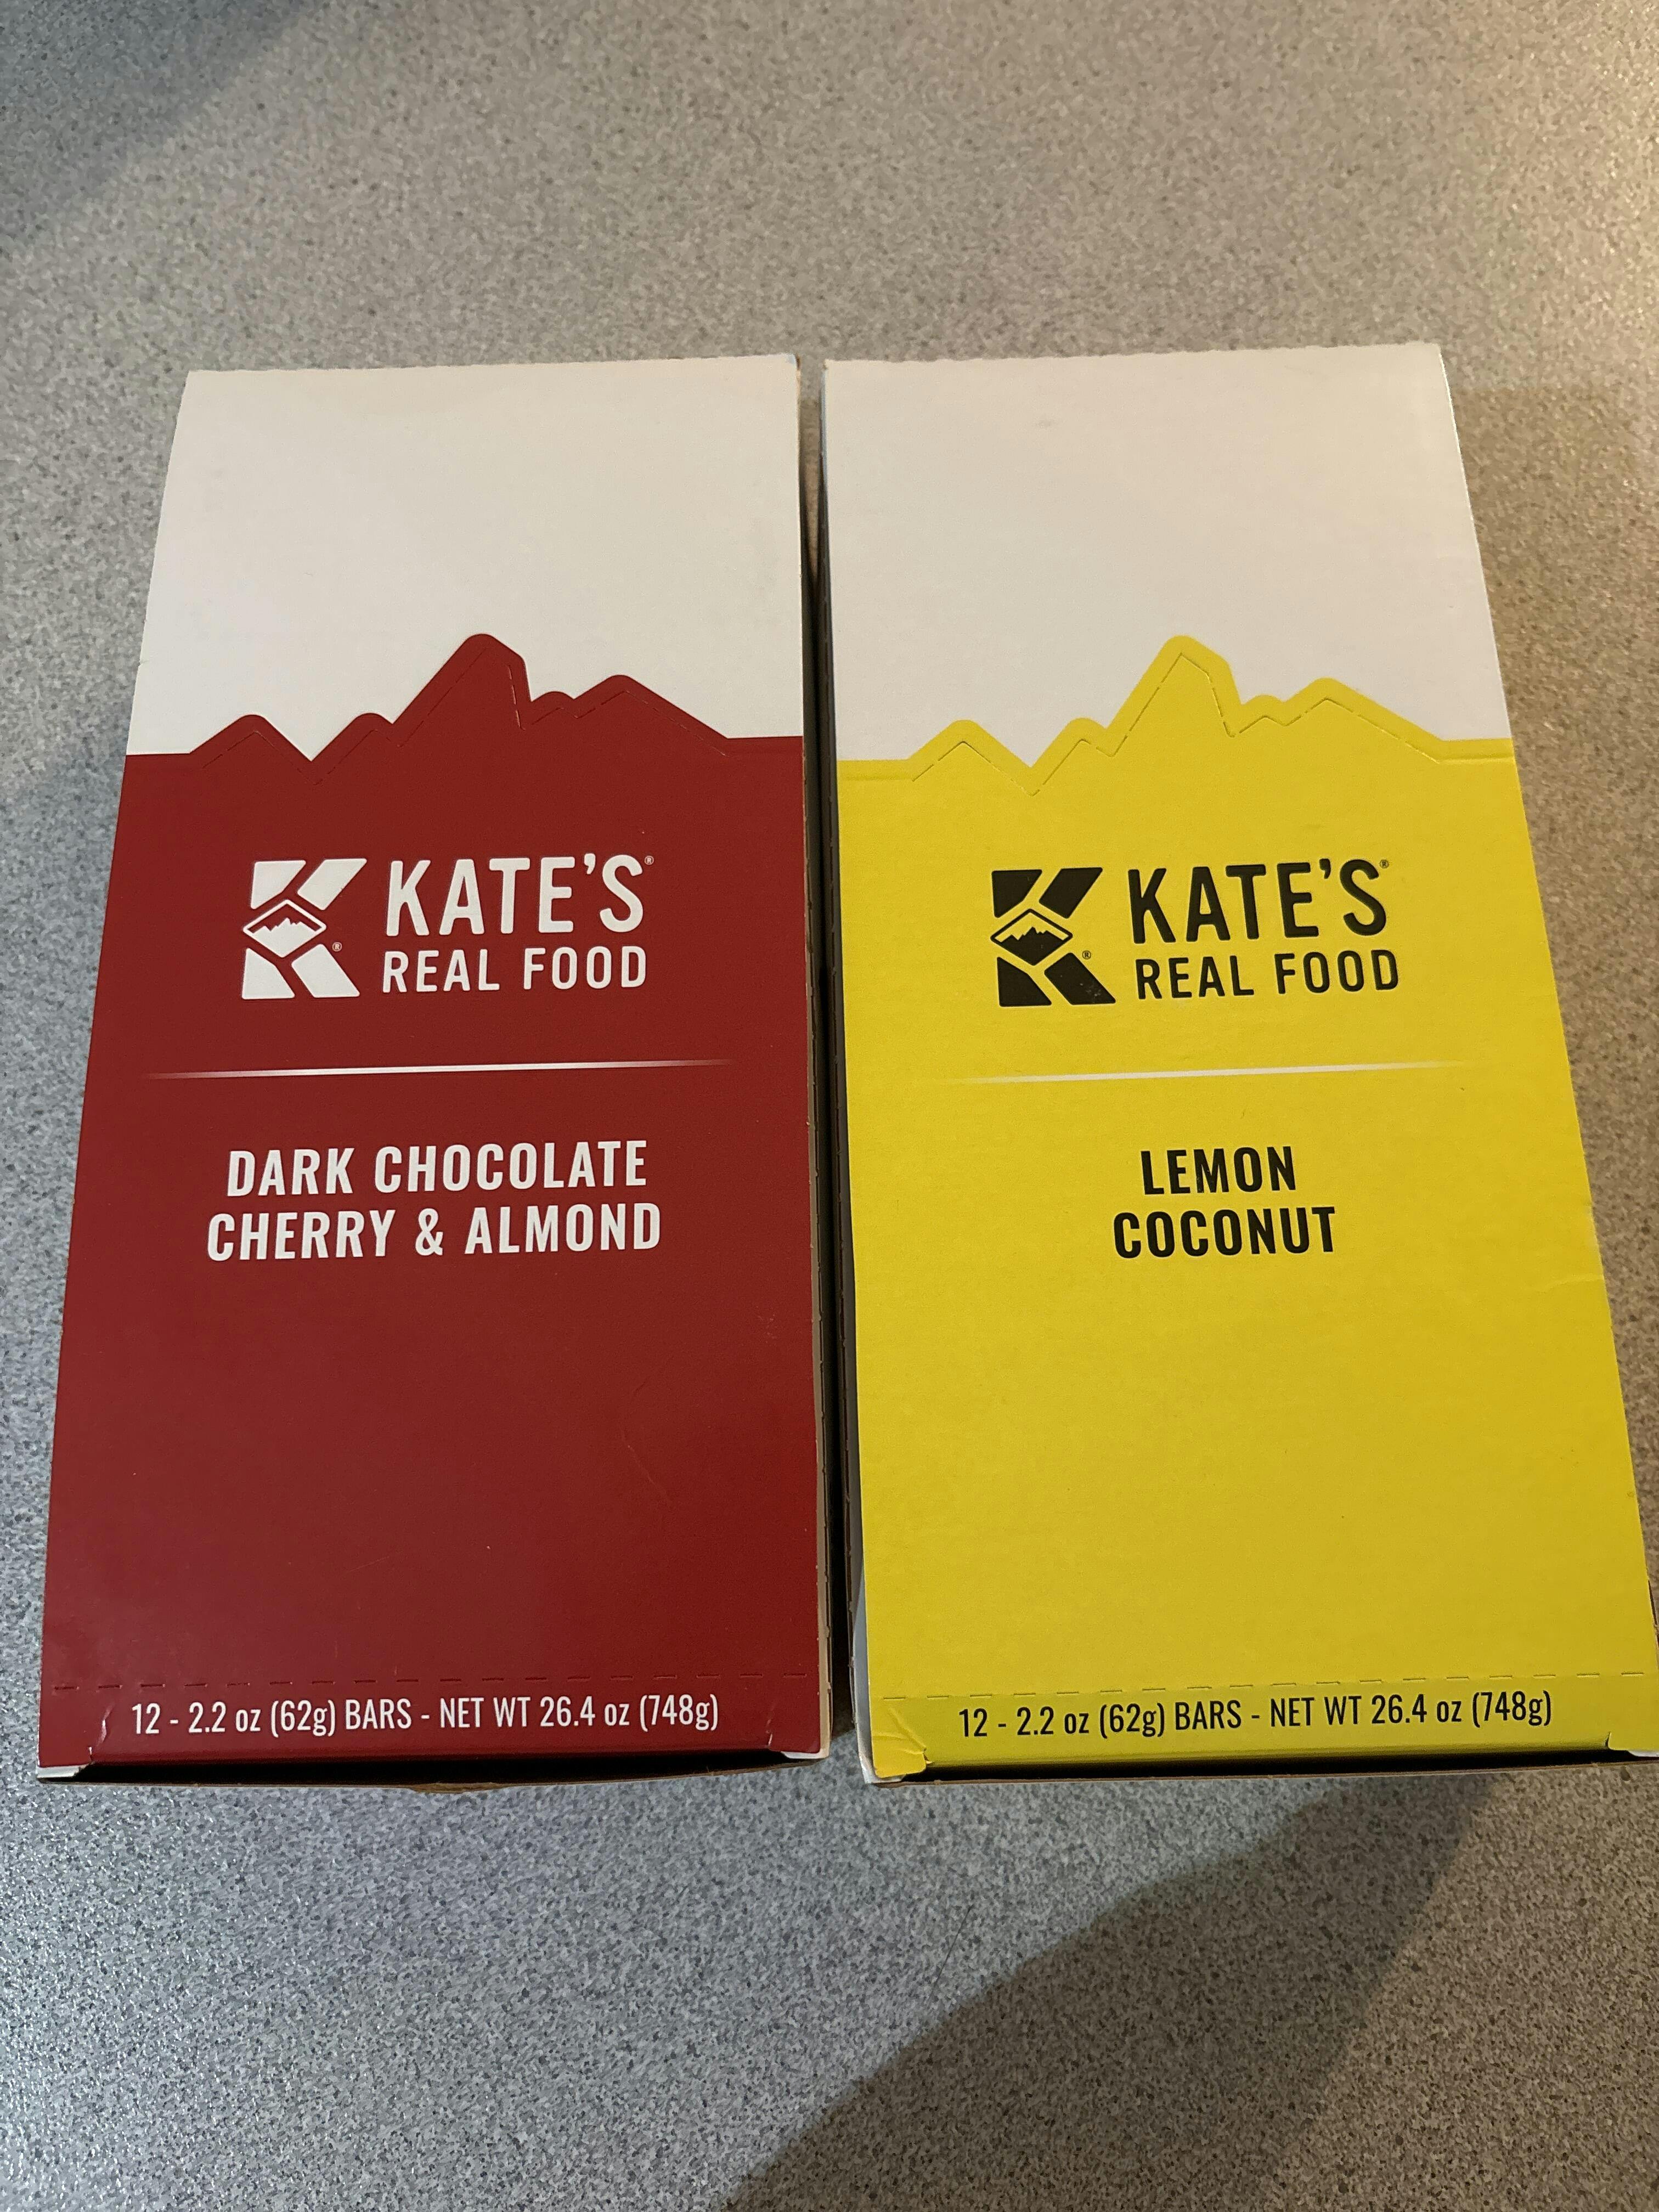 KATE'S®
REAL FOOD
DARK CHOCOLATE
CHERRY & ALMOND
12 - 2.2 oz (62g) BARS - NET WT 26.4 oz (748g)
KATE'S®
REAL FOOD
LEMON
COCONUT
12 - 2.2 oz (62g) BARS - NET WT 26.4 oz (748g)